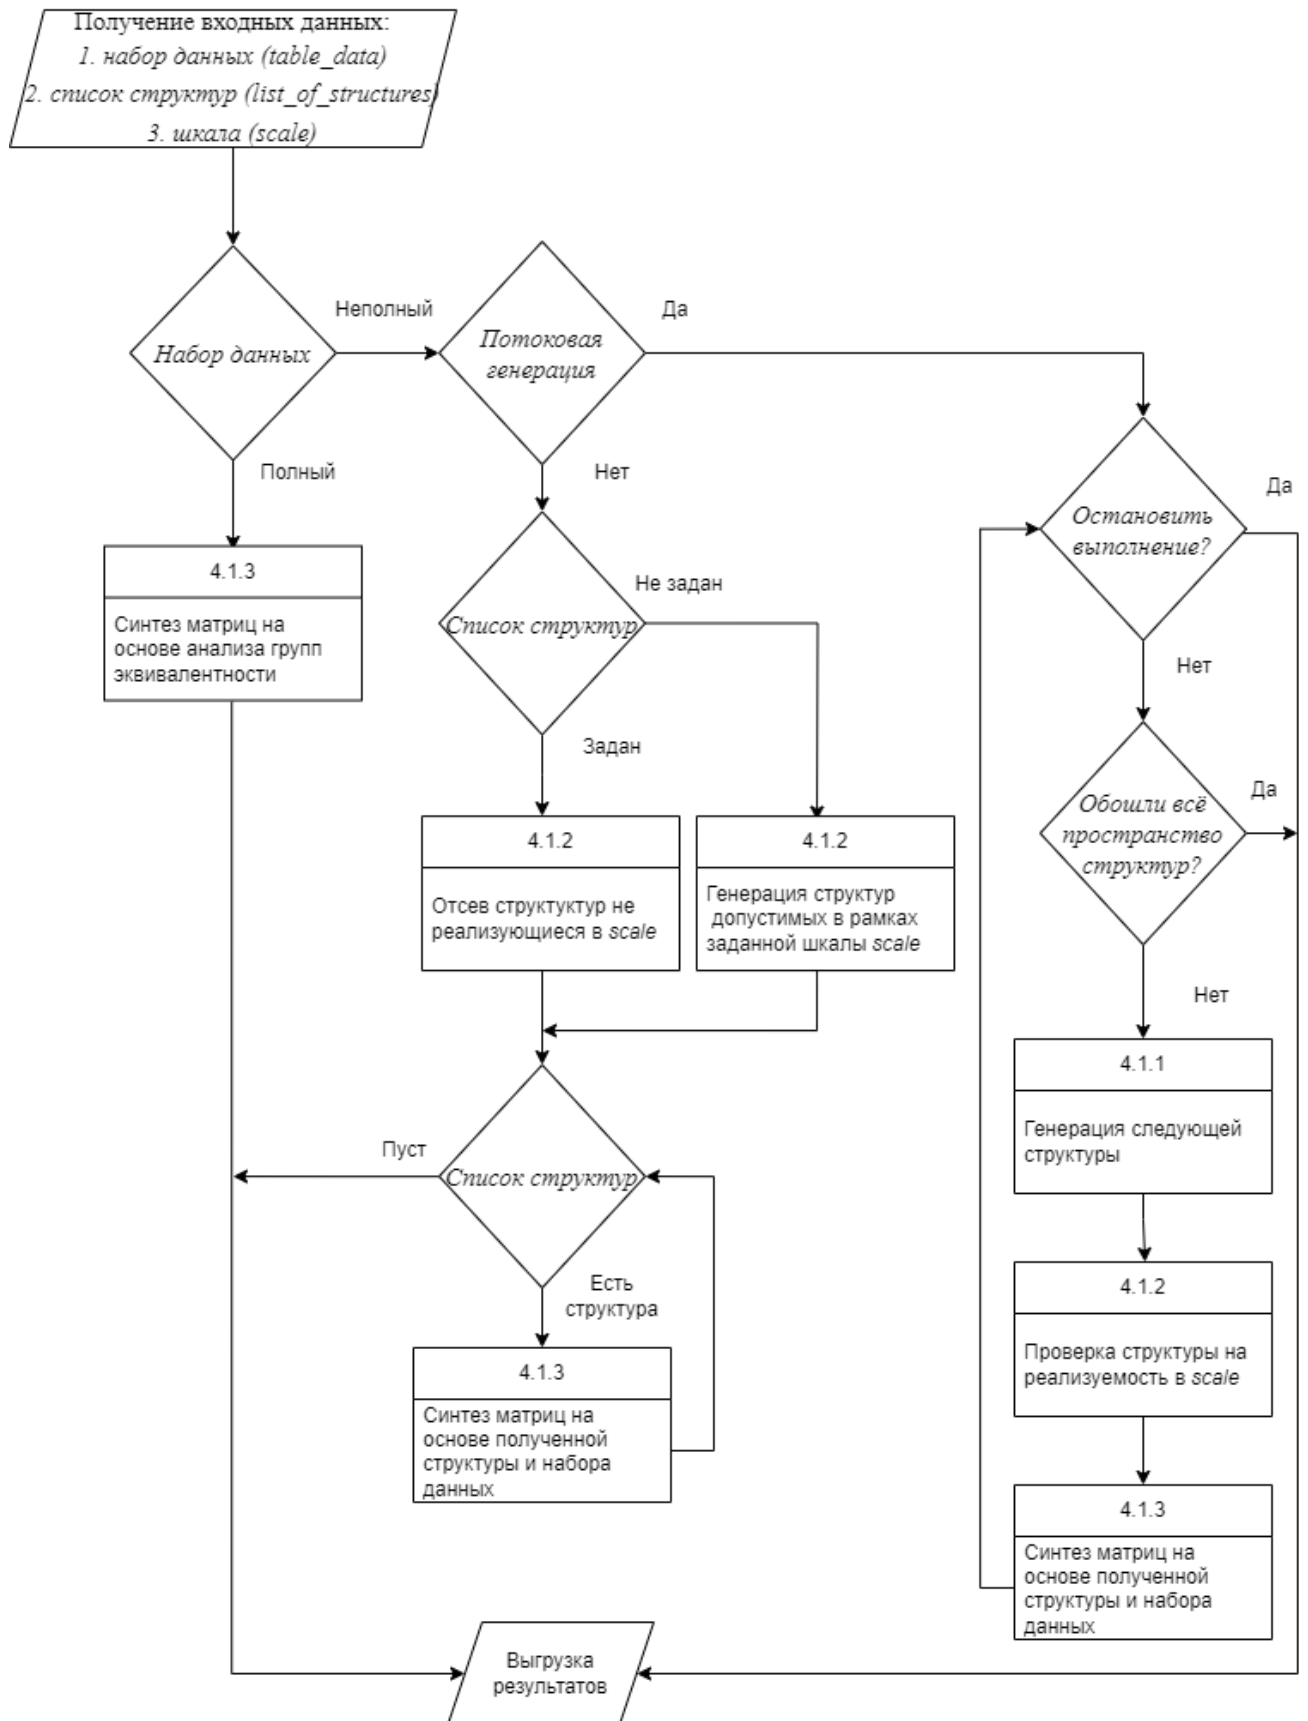 Получение входных данных:
1. набор данных (table_data)
2. список структур (list_of_structures)
3. шкала (scale)
Набор данных
Неполный
Полный
Потоковая
генерация
Да
Нет
4.1.3
Синтез матриц на
основе анализа групп
эквивалентности
Список структур
Не задан
Задан
4.1.2
Отсев структуктур не
реализующиеся в scale
4.1.2
Генерация структур
допустимых в рамках
заданной шкалы scale
Список структур
Пуст
Есть
структура
4.1.3
Синтез матриц на
основе полученной
структуры и набора
данных
Остановить
выполнение?
Да
Нет
Обошли всё
пространство
структур?
Да
Нет
4.1.1
Генерация следующей
структуры
4.1.2
Проверка структуры на
реализуемость в scale
4.1.3
Синтез матриц на
основе полученной
структуры и набора
данных
Выгрузка
результатов